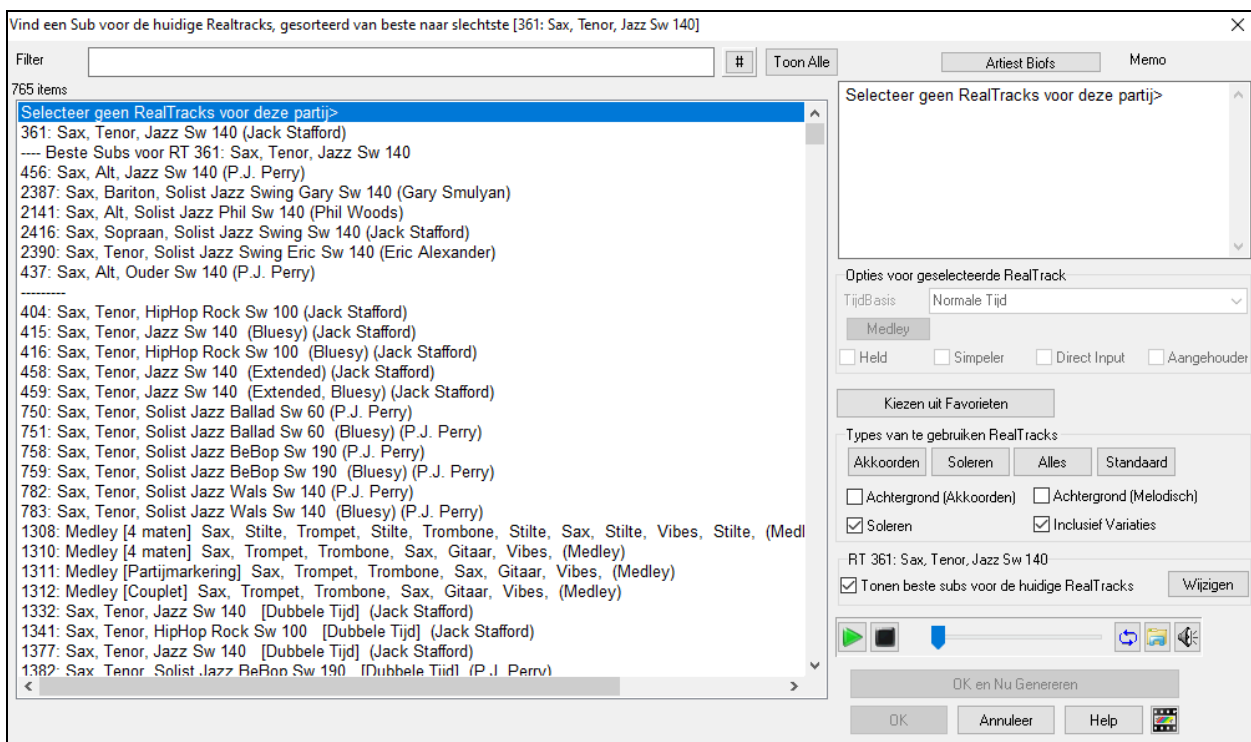 Vind een Sub voor de huidige Realtracks, gesorteerd van beste naar slechtste [361: Sax, Tenor, Jazz Sw 140]
Filter
#
Toon Alle
Artiest Biofs
Memo
765 items
Selecteer geen RealTracks voor deze partij>
361: Sax, Tenor, Jazz Sw 140 (Jack Stafford)
---- Beste Subs voor RT 361: Sax, Tenor, Jazz Sw 140
456: Sax, Alt, Jazz Sw 140 (P.J. Perry)
2387: Sax, Bariton, Solist Jazz Swing Gary Sw 140 (Gary Smulyan)
2141: Sax, Alt, Solist Jazz Phil Sw 140 (Phil Woods)
2416: Sax, Sopraan, Solist Jazz Swing Sw 140 (Jack Stafford)
2390: Sax, Tenor, Solist Jazz Swing Eric Sw 140 (Eric Alexander)
437: Sax, Alt, Ouder Sw 140 (P.J. Perry)
---------
404: Sax, Tenor, HipHop Rock Sw 100 (Jack Stafford)
415: Sax, Tenor, Jazz Sw 140 (Bluesy) (Jack Stafford)
416: Sax, Tenor, HipHop Rock Sw 100 (Bluesy) (Jack Stafford)
458: Sax, Tenor, Jazz Sw 140 (Extended) (Jack Stafford)
459: Sax, Tenor, Jazz Sw 140 (Extended, Bluesy) (Jack Stafford)
750: Sax, Tenor, Solist Jazz Ballad Sw 60 (P.J. Perry)
751: Sax, Tenor, Solist Jazz Ballad Sw 60 (Bluesy) (P.J. Perry)
758: Sax, Tenor, Solist Jazz BeBop Sw 190 (P.J. Perry)
759: Sax, Tenor, Solist Jazz BeBop Sw 190 (Bluesy) (P.J. Perry)
782: Sax, Tenor, Solist Jazz Wals Sw 140 (P.J. Perry)
783: Sax, Tenor, Solist Jazz Wals Sw 140 (Bluesy) (P.J. Perry)
1308: Medley [4 maten] Sax, Stilte, Trompet, Stilte, Trombone, Stilte, Sax, Stilte, Vibes, Stilte, (Medl
1310: Medley [4 maten] Sax, Trompet, Trombone, Sax, Gitaar, Vibes, (Medley)
1311: Medley [Partijmarkering] Sax, Trompet, Trombone, Sax, Gitaar, Vibes, (Medley)
1312: Medley [Couplet] Sax, Trompet, Trombone, Sax, Gitaar, Vibes, (Medley)
1332: Sax, Tenor, Jazz Sw 140 [Dubbele Tijd] (Jack Stafford)
1341: Sax, Tenor, HipHop Rock Sw 100 [Dubbele Tijd] (Jack Stafford)
1377: Sax, Tenor, Jazz Sw 140 [Dubbele Tijd] (Jack Stafford)
1382: Sax, Tenor, Solist Jazz BeBop Sw 190 [Dubbele Tijd] (P.J. Perry)
Selecteer geen RealTracks voor deze partij>
Opties voor geselecteerde RealTrack
TijdBasis
Normale Tijd
Medley
Held
Simpeler
Direct Input
Aangehouder
Kiezen uit Favorieten
Types van te gebruiken RealTracks
Akkoorden
Soleren
Alles
Standaard
Achtergrond (Akkoorden)
Achtergrond (Melodisch)
Soleren
Inclusief Variaties
RT 361: Sax, Tenor, Jazz Sw 140
Tonen beste subs voor de huidige RealTracks
Wijzigen
OK en Nu Genereren
OK
Annuleer
Help